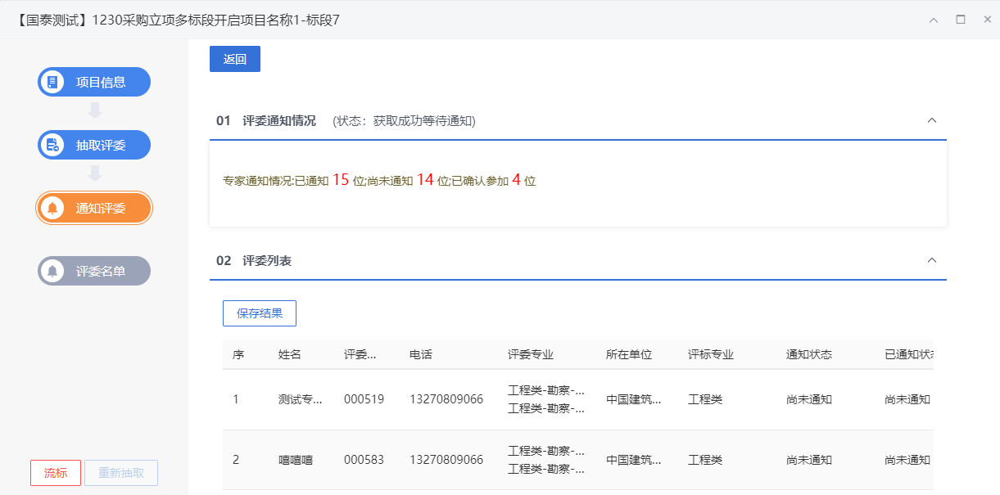 【国泰测试】1230采购立项多标段开启项目名称1-标段7
返回
项目信息
抽取评委
通知评委
评委名单
流标
重新抽取
01 评委通知情况 (状态：获取成功等待通知)
专家通知情况:已通知 15 位;尚未通知 14 位;已确认参加 4 位
02 评委列表
保存结果
序 姓名 评委... 电话 评委专业 所在单位 评标专业 通知状态 已通知状
1 测试专... 000519 13270809066 工程类-勘察-... 中国建筑... 工程类 尚未通知 尚未通知
工程类-勘察-...
2 嘻嘻嘻 000583 13270809066 工程类-勘察-... 中国建筑... 工程类 尚未通知 尚未通知
工程类-勘察-...